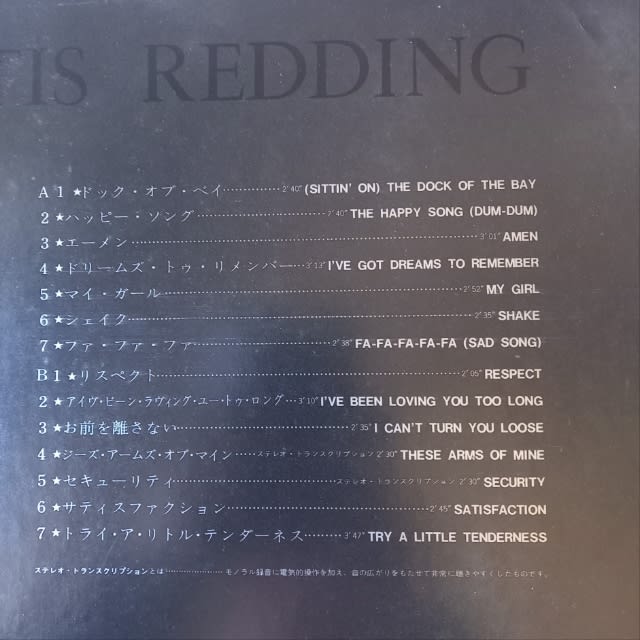 TIS REDDING
A 1 ★ドック・オブ・ベイ……………2′40″(SITTIN' ON) THE DOCK OF THE BAY
2 ★ハッピー・ソング……………2′40″ THE HAPPY SONG (DUM-DUM)
3 ★エーメン……………3′01″ AMEN
4 ★ドリームズ・トゥ・リメンバー…3′13″ I'VE GOT DREAMS TO REMEMBER
5 ★マイ・ガール……………2′52″ MY GIRL
6 ★シェイク……………2′35″ SHAKE
7 ★ファ・ファ・ファ……………2′38″ FA-FA-FA-FA-FA (SAD SONG)
B 1 ★リスペクト……………2′05″ RESPECT
2 ★アイヴ・ビーン・ラヴィング・ユー・トゥ・ロング…3′10″ I'VE BEEN LOVING YOU TOO LONG
3 ★お前を離さない……………2′35″ I CAN'T TURN YOU LOOSE
4 ★ジーズ・アームズ・オブ・マイン……ステレオ・トランスクリプション 2′30″ THESE ARMS OF MINE
5 ★セキューリティ……………ステレオ・トランスクリプション 2′30″ SECURITY
6 ★サティスファクション……………2′45″ SATISFACTION
7 ★トライ・ア・リトル・テンダーネス………3′47″ TRY A LITTLE TENDERNESS
ステレオ・トランスクリプションとは……………モノラル録音に電気的操作を加え、音の広がりをもたせて非常に聴きやすくしたものです。